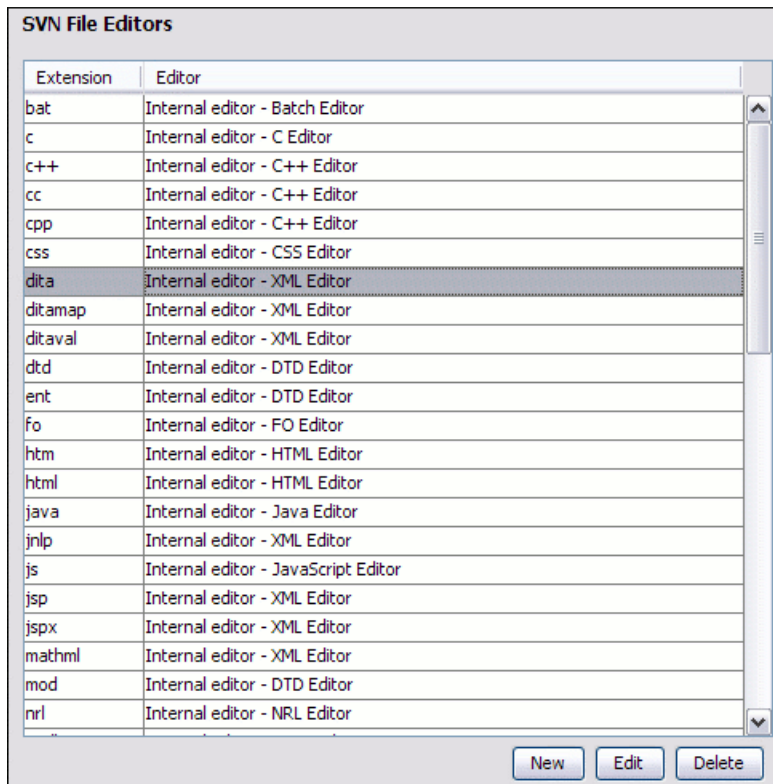 SVN File Editors
Extension Editor
bat Internal editor - Batch Editor
c Internal editor - C Editor
c++ Internal editor - C++ Editor
cc Internal editor - C++ Editor
cpp Internal editor - C++ Editor
css Internal editor - CSS Editor
dita Internal editor - XML Editor
ditamap Internal editor - XML Editor
ditaval Internal editor - XML Editor
dtd Internal editor - DTD Editor
ent Internal editor - DTD Editor
fo Internal editor - FO Editor
htm Internal editor - HTML Editor
html Internal editor - HTML Editor
java Internal editor - Java Editor
jnlp Internal editor - XML Editor
js Internal editor - JavaScript Editor
jsp Internal editor - XML Editor
jspx Internal editor - XML Editor
mathml Internal editor - XML Editor
mod Internal editor - DTD Editor
nrl Internal editor - NRL Editor
New Edit Delete